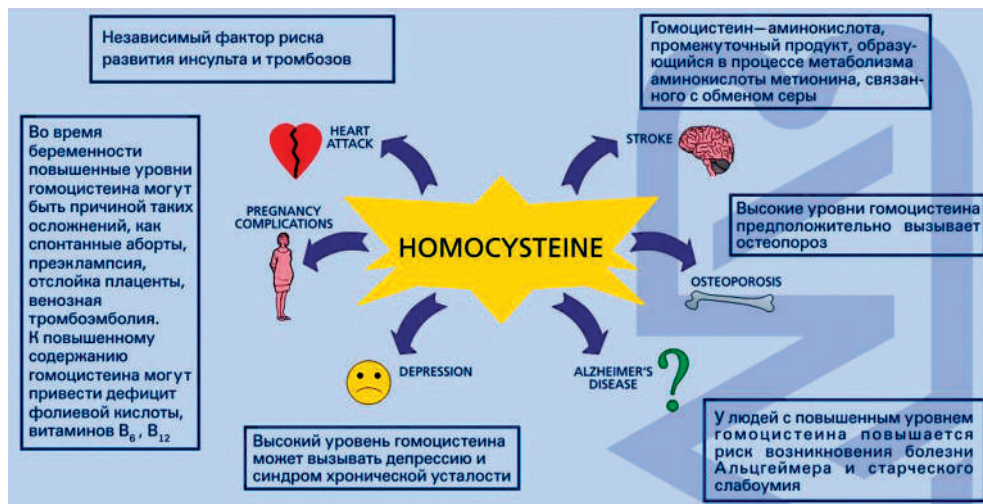 Независимый фактор риска
развития инсульта и тромбозов
Гомоцистеин—аминокислота,
промежуточный продукт, образу-
ющийся в процессе метаболизма
аминокислоты метионина, связан-
ного с обменом серы
Во время
беременности
повышенные уровни
гомоцистеина могут
быть причиной таких
осложнений, как
спонтанные аборты,
преэклампсия,
отслойка плаценты,
венозная
тромбоэмболия.
К повышенному
содержанию
гомоцистеина могут
привести дефицит
фолиевой кислоты,
витаминов B6, B12
HEART
ATTACK
STROKE
PREGNANCY
COMPLICATIONS
HOMOCYSTEINE
Высокие уровни гомоцистеина
предположительно вызывает
остеопороз
OSTEOPOROSIS
DEPRESSION
ALZHEIMER'S
DISEASE
?
Высокий уровень гомоцистеина
может вызывать депрессию и
синдром хронической усталости
У людей с повышенным уровнем
гомоцистеина повышается
риск возникновения болезни
Альцгеймера и старческого
слабоумия